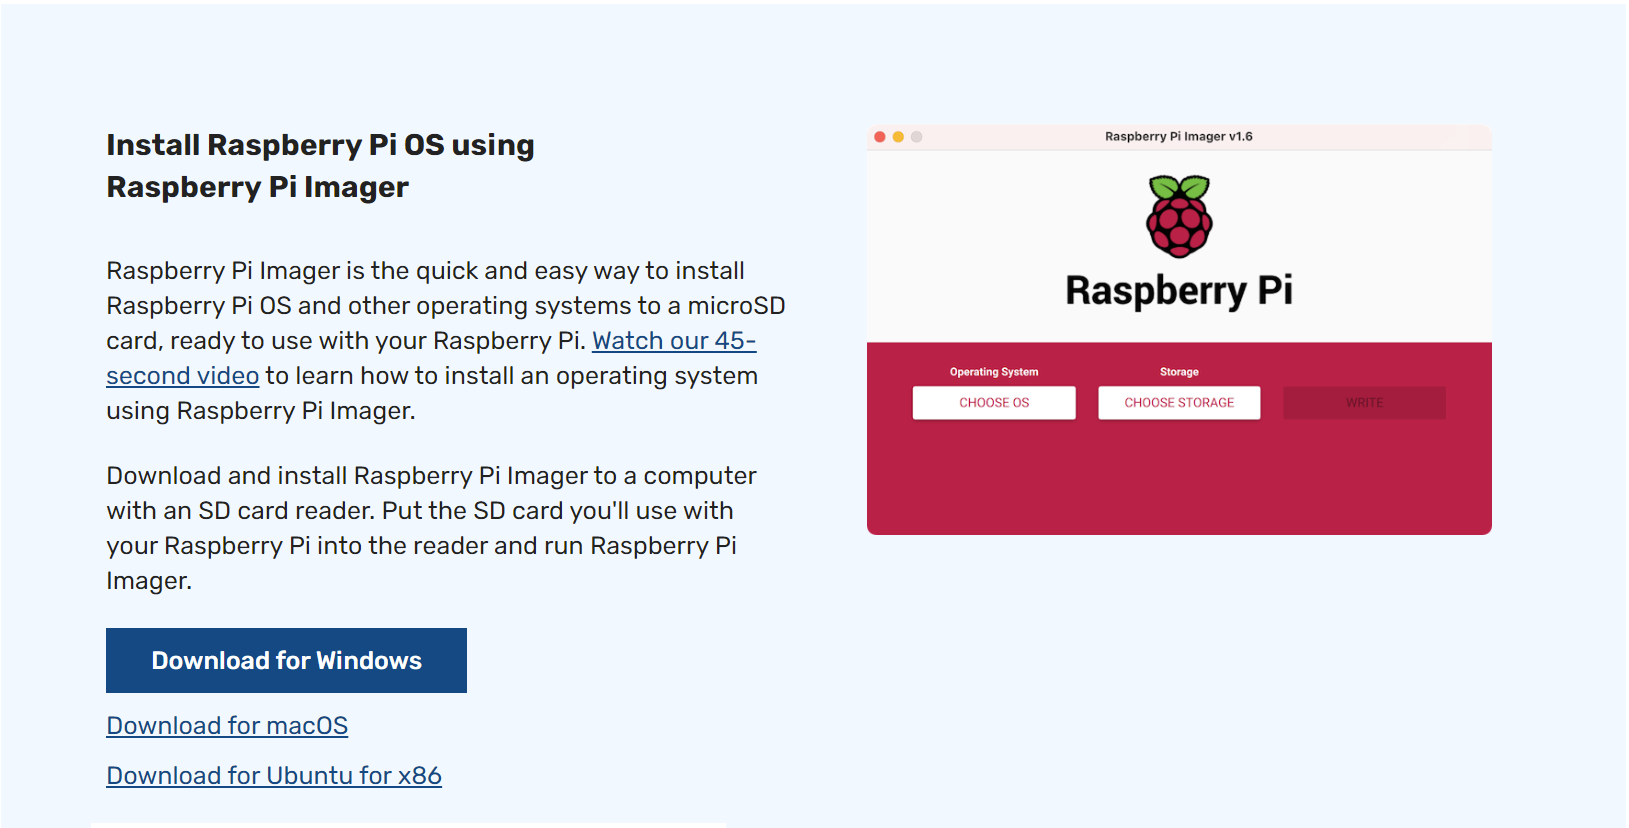 Install Raspberry Pi OS using
Raspberry Pi Imager
Raspberry Pi Imager is the quick and easy way to install
Raspberry Pi OS and other operating systems to a microSD
card, ready to use with your Raspberry Pi. Watch our 45-
second video to learn how to install an operating system
using Raspberry Pi Imager.
Download and install Raspberry Pi Imager to a computer
with an SD card reader. Put the SD card you'll use with
your Raspberry Pi into the reader and run Raspberry Pi
Imager.
Download for Windows
Download for macOS
Download for Ubuntu for x86
Raspberry Pi Imager v1.6
Raspberry Pi
Operating System Storage
CHOOSE OS CHOOSE STORAGE WRITE